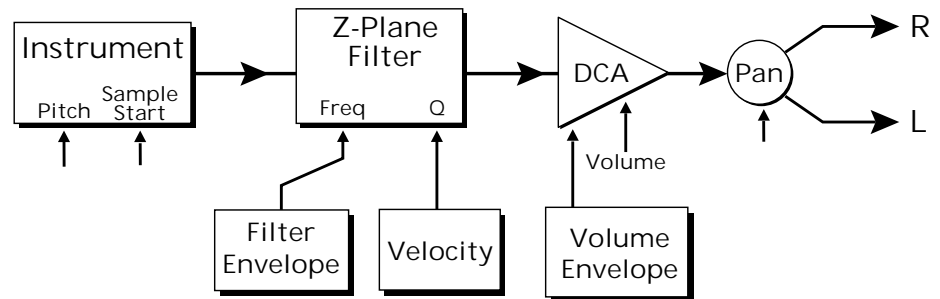 Instrument
Pitch
Sample
Start
Z-Plane
Filter
Freq
Q
DCA
Volume
Pan
R
L
Filter
Envelope
Velocity
Volume
Envelope